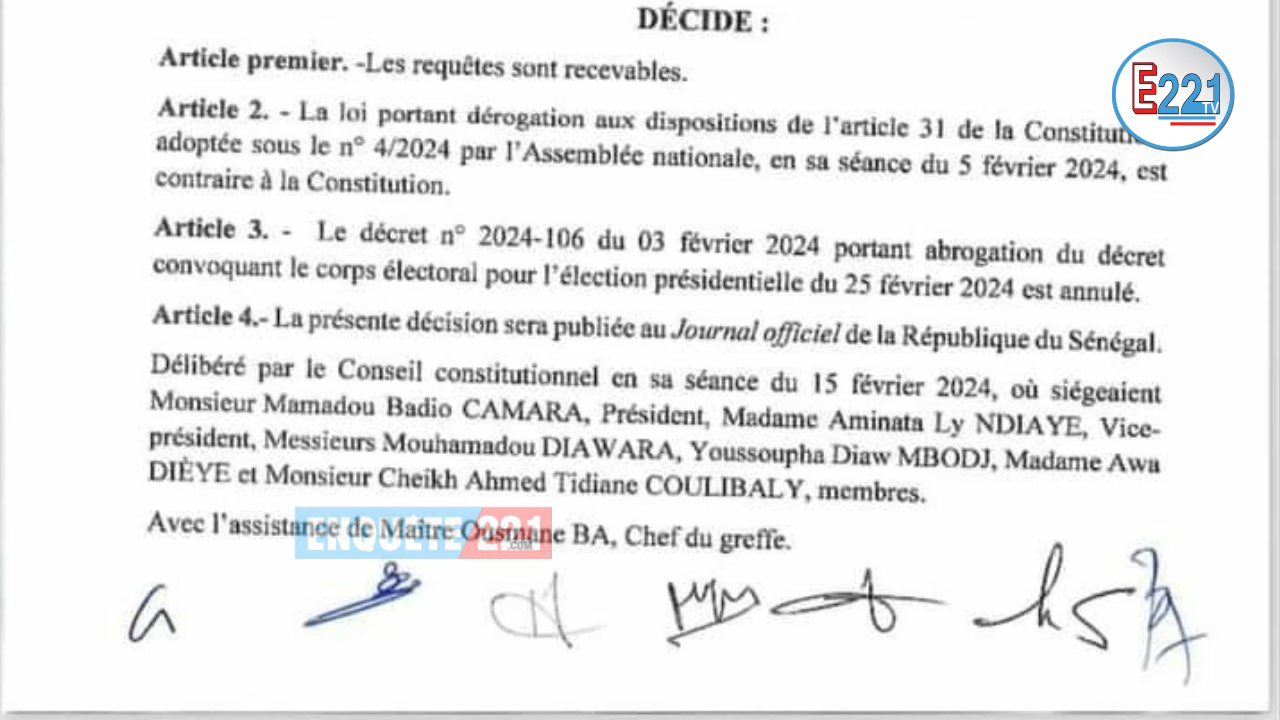 DÉCIDE :
Article premier. -Les requêtes sont recevables.
Article 2. - La loi portant dérogation aux dispositions de l'article 31 de la
adoptée sous le n° 4/2024 par l'Assemblée nationale, en sa séance du 5 février 2024, est
contraire à la Constitution.
Article 3. - Le décret n° 2024-106 du 03 février 2024 portant abrogation du décret
convoquant le corps électoral pour l'élection présidentielle du 25 février 2024 est annulé.
Article 4.- La présente décision sera publiée au Journal officiel de la République du Sénégal.
Délibéré par le Conseil constitutionnel en sa séance du 15 février 2024, où siégeaient
Monsieur Mamadou Badio CAMARA, Président, Madame Aminata Ly NDIAYE, Vice-
président, Messieurs Mouhamadou DIAWARA, Youssoupha Diaw MBODJ, Madame Awa
DIÈYE et Monsieur Cheikh Ahmed Tidiane COULIBALY, membres.
Avec l'assistance de Maître Ousmane BA, Chef du greffe.
ENQUÊTE 221
.COM
E221
TV